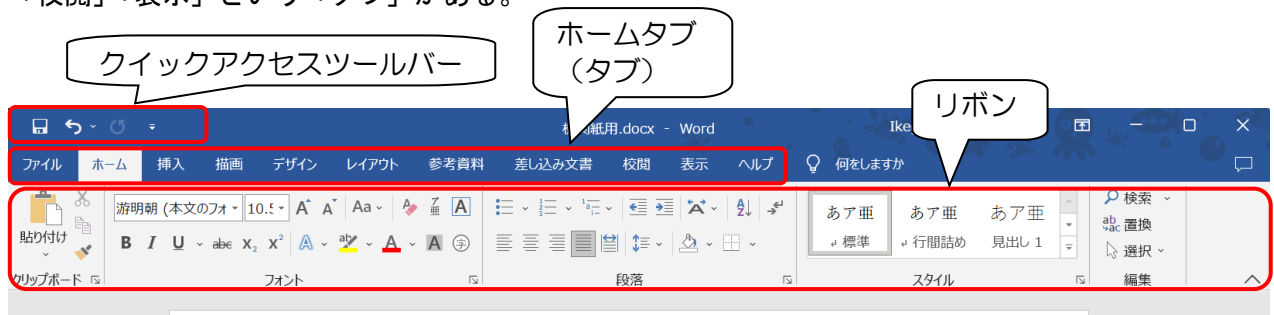 「校閲」「表示」という「タブ」がある。
ホームタブ
（タブ）
クイックアクセスツールバー
リボン
紙用.docx - Word
Ike
ファイル ホーム 挿入 描画 デザイン レイアウト 参考資料 差し込み文書 校閲 表示 ヘルプ 何をしますか
貼り付け
游明朝 (本文のフォ 10.5 A A Aa A A
B I U abc X₂ X² A aby A A 字
あア亜 あア亜 あア亜
↲ 標準 ↲ 行間詰め 見出し 1
検索
置換
選択
クリップボード フォント 段落 スタイル 編集